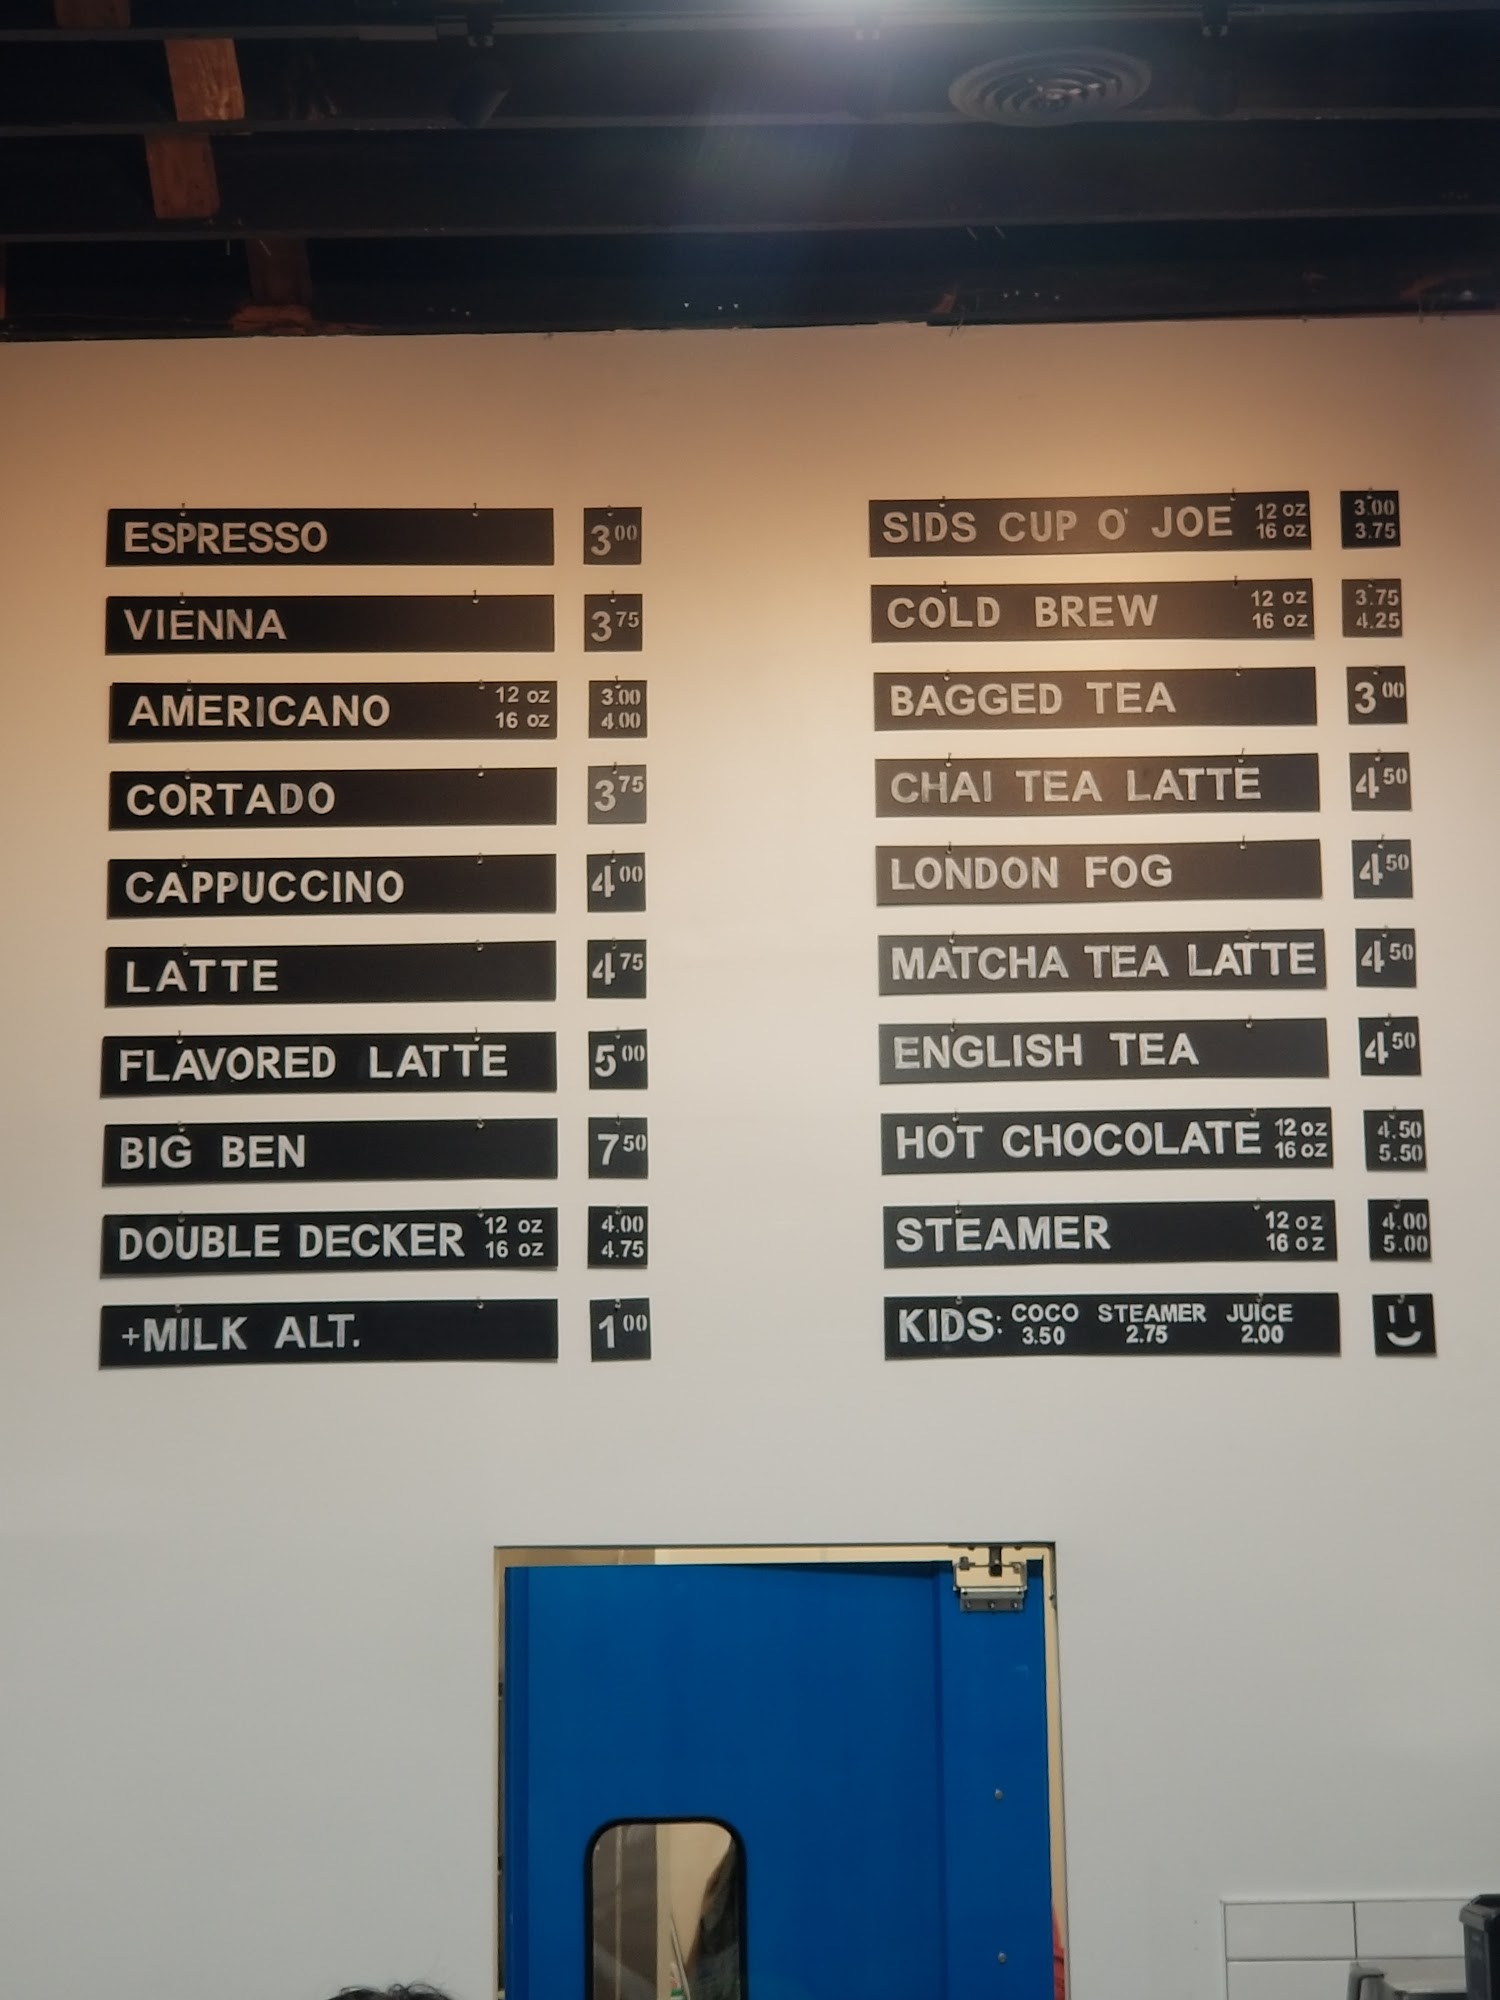 ESPRESSO 3.00
VIENNA 3.75
AMERICANO 12 oz 3.00
16 oz 4.00
CORTADO 3.75
CAPPUCCINO 4.00
LATTE 4.75
FLAVORED LATTE 5.00
BIG BEN 7.50
DOUBLE DECKER 12 oz 4.00
16 oz 4.75
+MILK ALT. 1.00
SIDS CUP O' JOE 12 oz 3.00
16 oz 3.75
COLD BREW 12 oz 3.75
16 oz 4.25
BAGGED TEA 3.00
CHAI TEA LATTE 4.50
LONDON FOG 4.50
MATCHA TEA LATTE 4.50
ENGLISH TEA 4.50
HOT CHOCOLATE 12 oz 4.50
16 oz 5.50
STEAMER 12 oz 4.00
16 oz 5.00
KIDS: COCO STEAMER JUICE
3.50 2.75 2.00